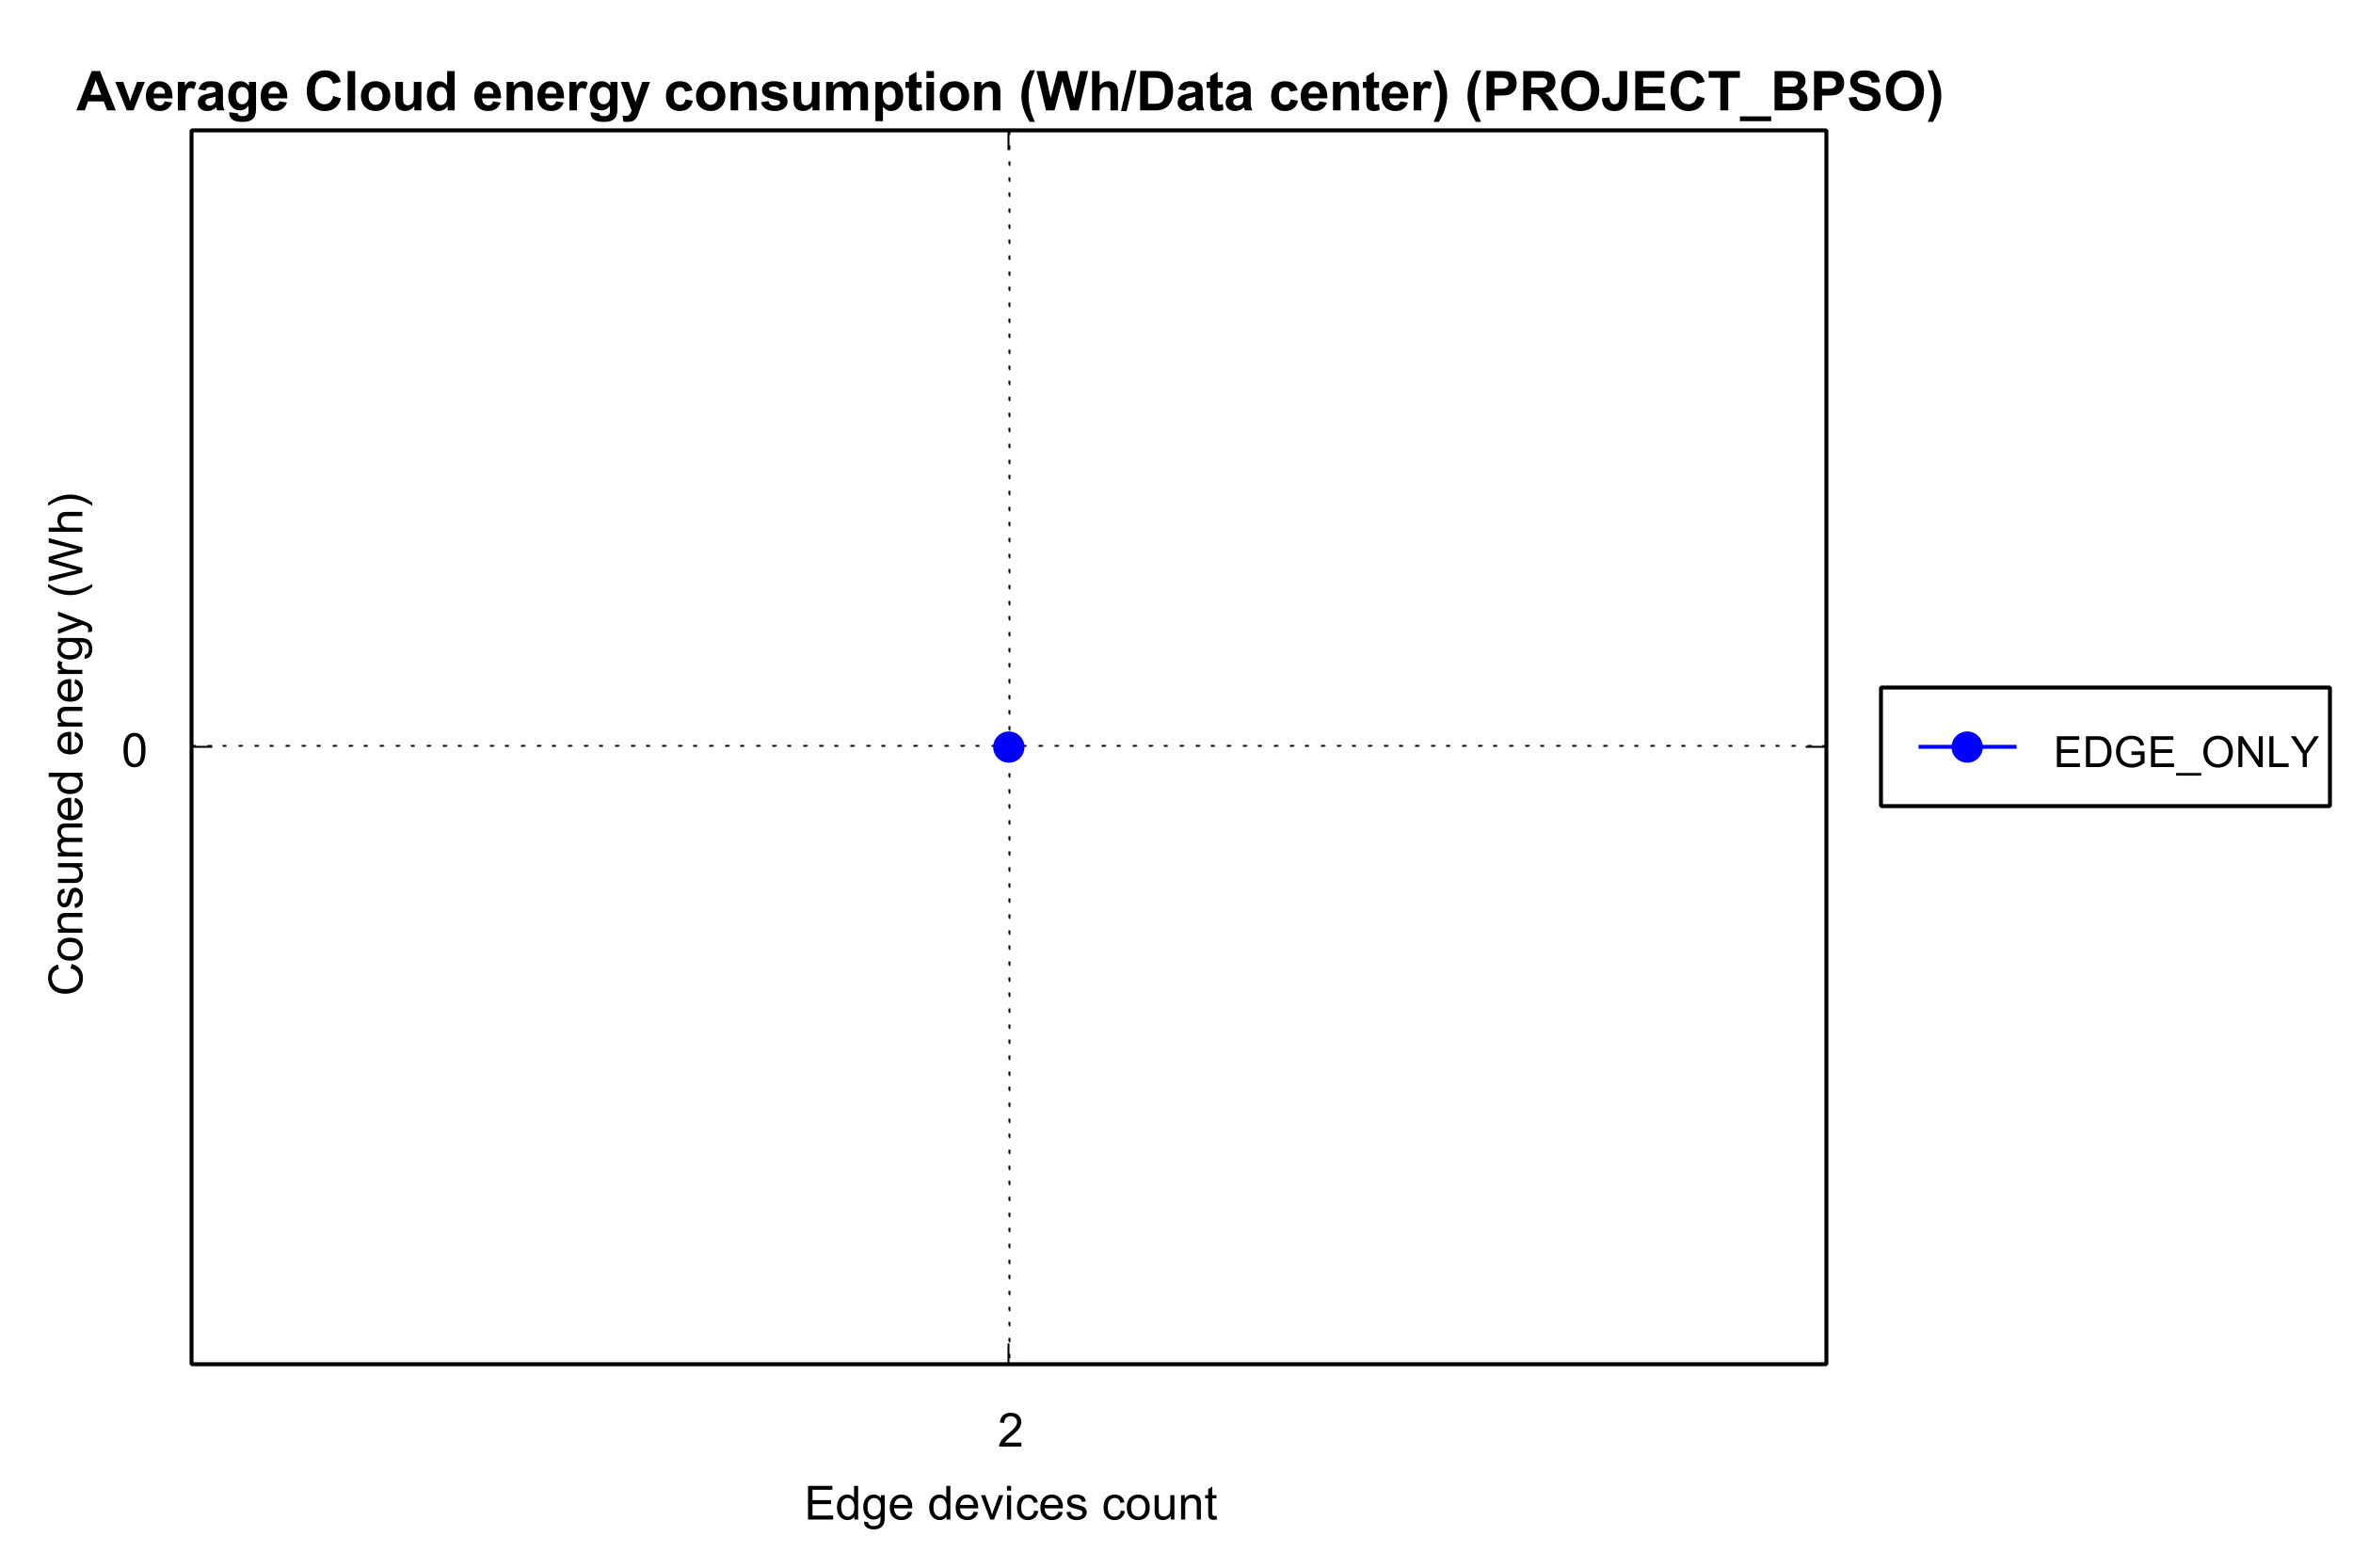 Average Cloud energy consumption (Wh/Data center) (PROJECT_BPSO)
Consumed energy (Wh)
0
EDGE_ONLY
2
Edge devices count